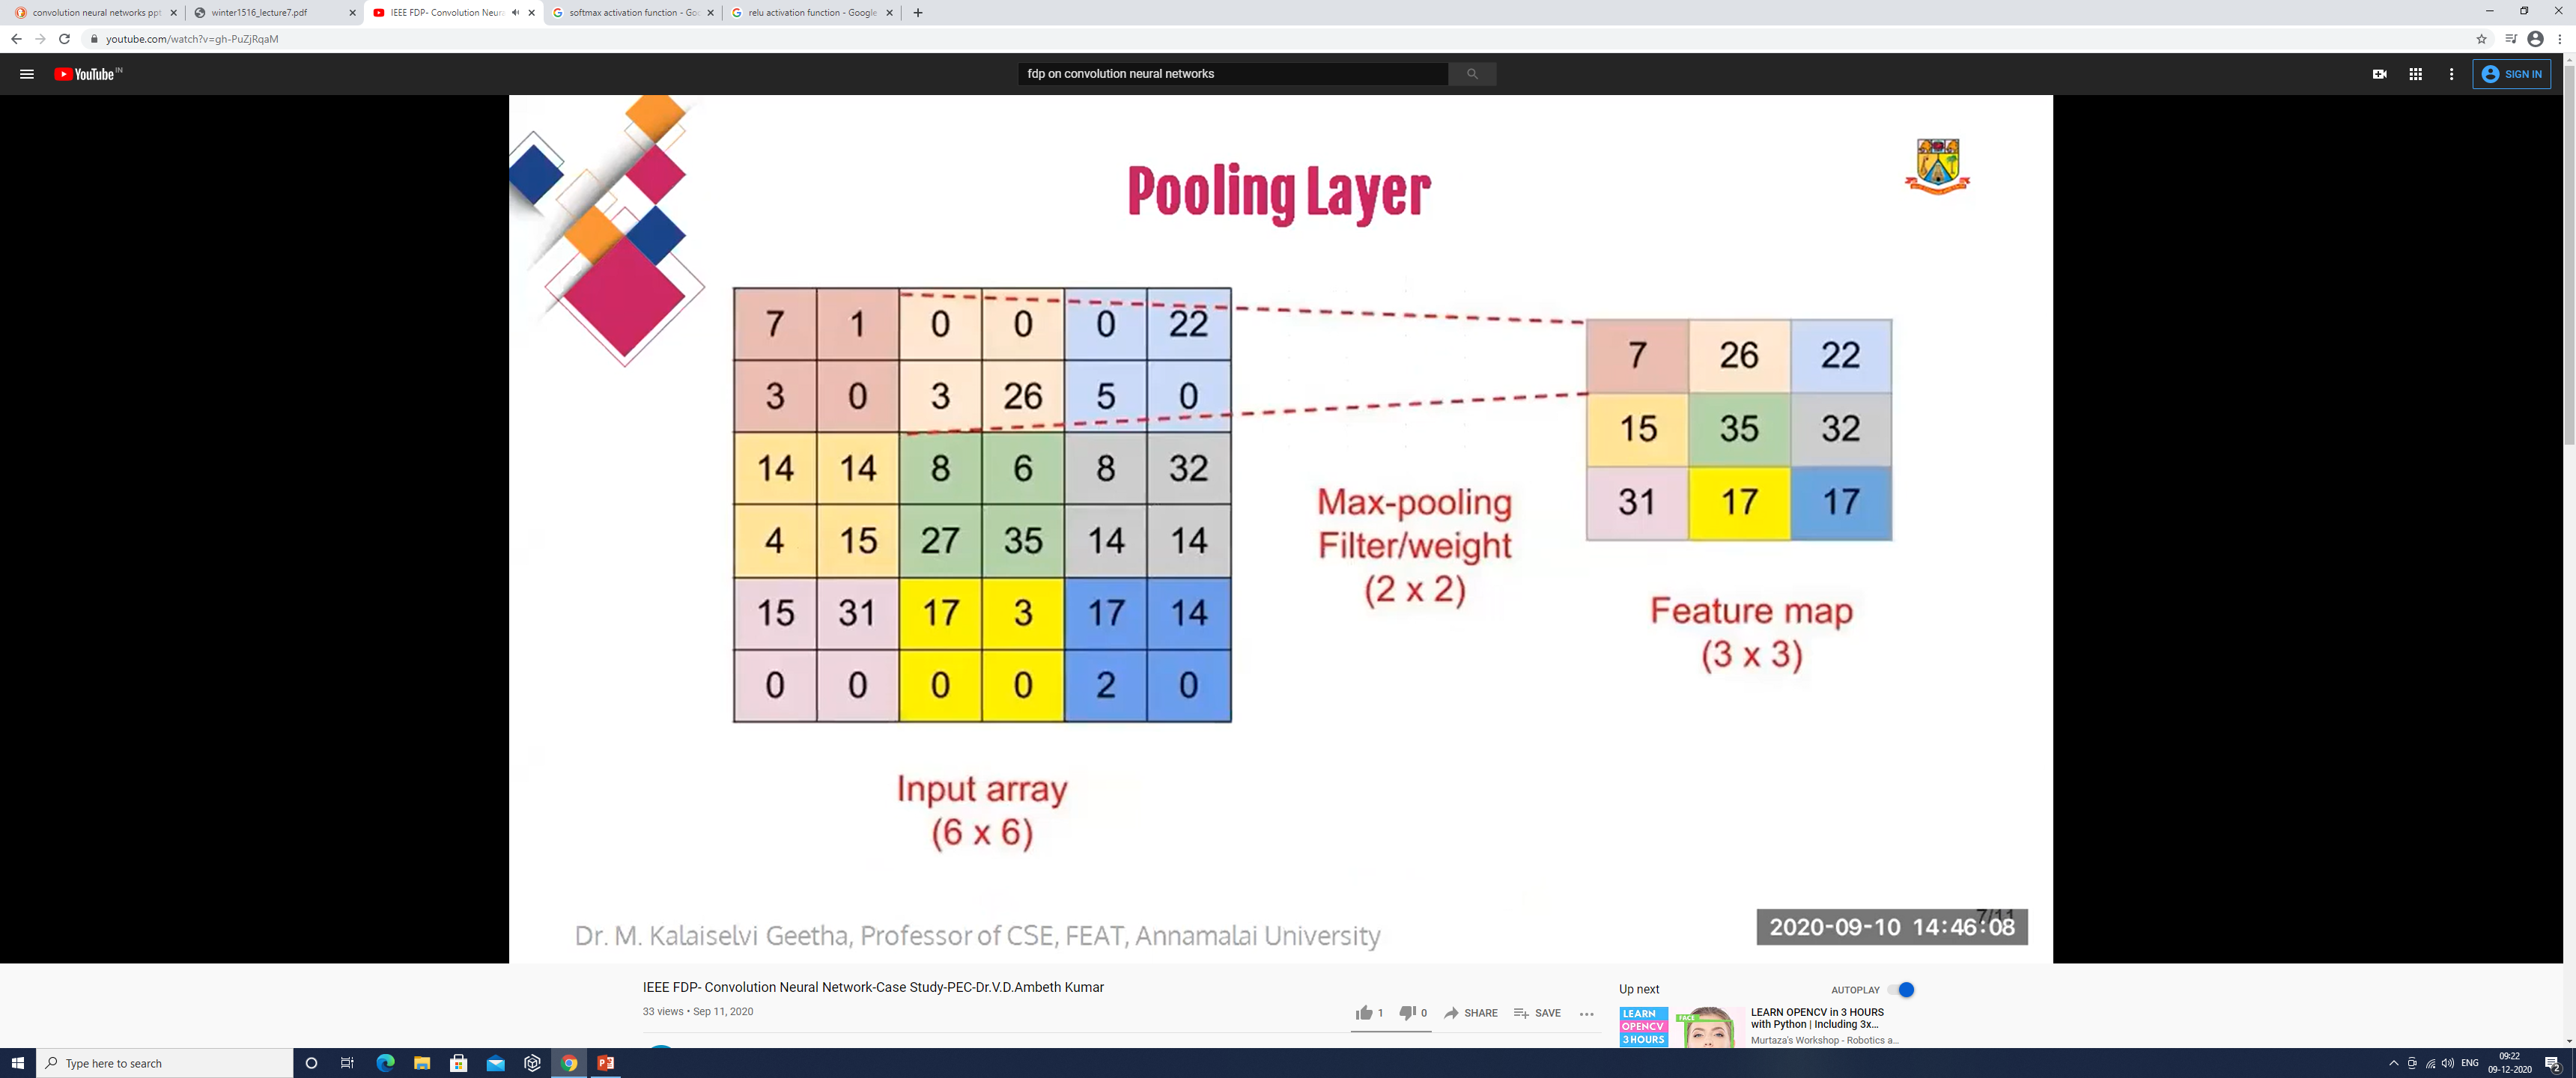 convolution neural networks ppt
winter1516_lecture7.pdf
IEEE FDP- Convolution Neur
softmax activation function - Goo
relu activation function - Google
youtube.com/watch?v=gh-PuZjRqaM
YouTube IN
fdp on convolution neural networks
SIGN IN
Pooling Layer
7 1 0 0 0 22
3 0 3 26 5 0
14 14 8 6 8 32
4 15 27 35 14 14
15 31 17 3 17 14
0 0 0 0 2 0
Input array
(6 x 6)
Max-pooling
Filter/weight
(2 x 2)
7 26 22
15 35 32
31 17 17
Feature map
(3 x 3)
Dr. M. Kalaiselvi Geetha, Professor of CSE, FEAT, Annamalai University
7/11
2020-09-10 14:46:08
IEEE FDP- Convolution Neural Network-Case Study-PEC-Dr.V.D.Ambeth Kumar
33 views • Sep 11, 2020
1
0
SHARE
SAVE
Up next
AUTOPLAY
LEARN
OPENCV
3 HOURS
FACE
LEARN OPENCV in 3 HOURS
with Python | Including 3x...
Murtaza's Workshop - Robotics a...
Type here to search
ENG
09:22
09-12-2020
2